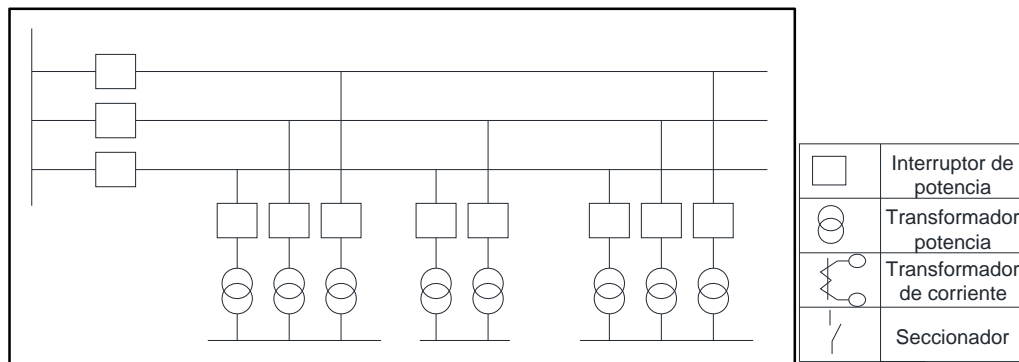 Interruptor de
potencia
Transformador
potencia
Transformador
de corriente
Seccionador